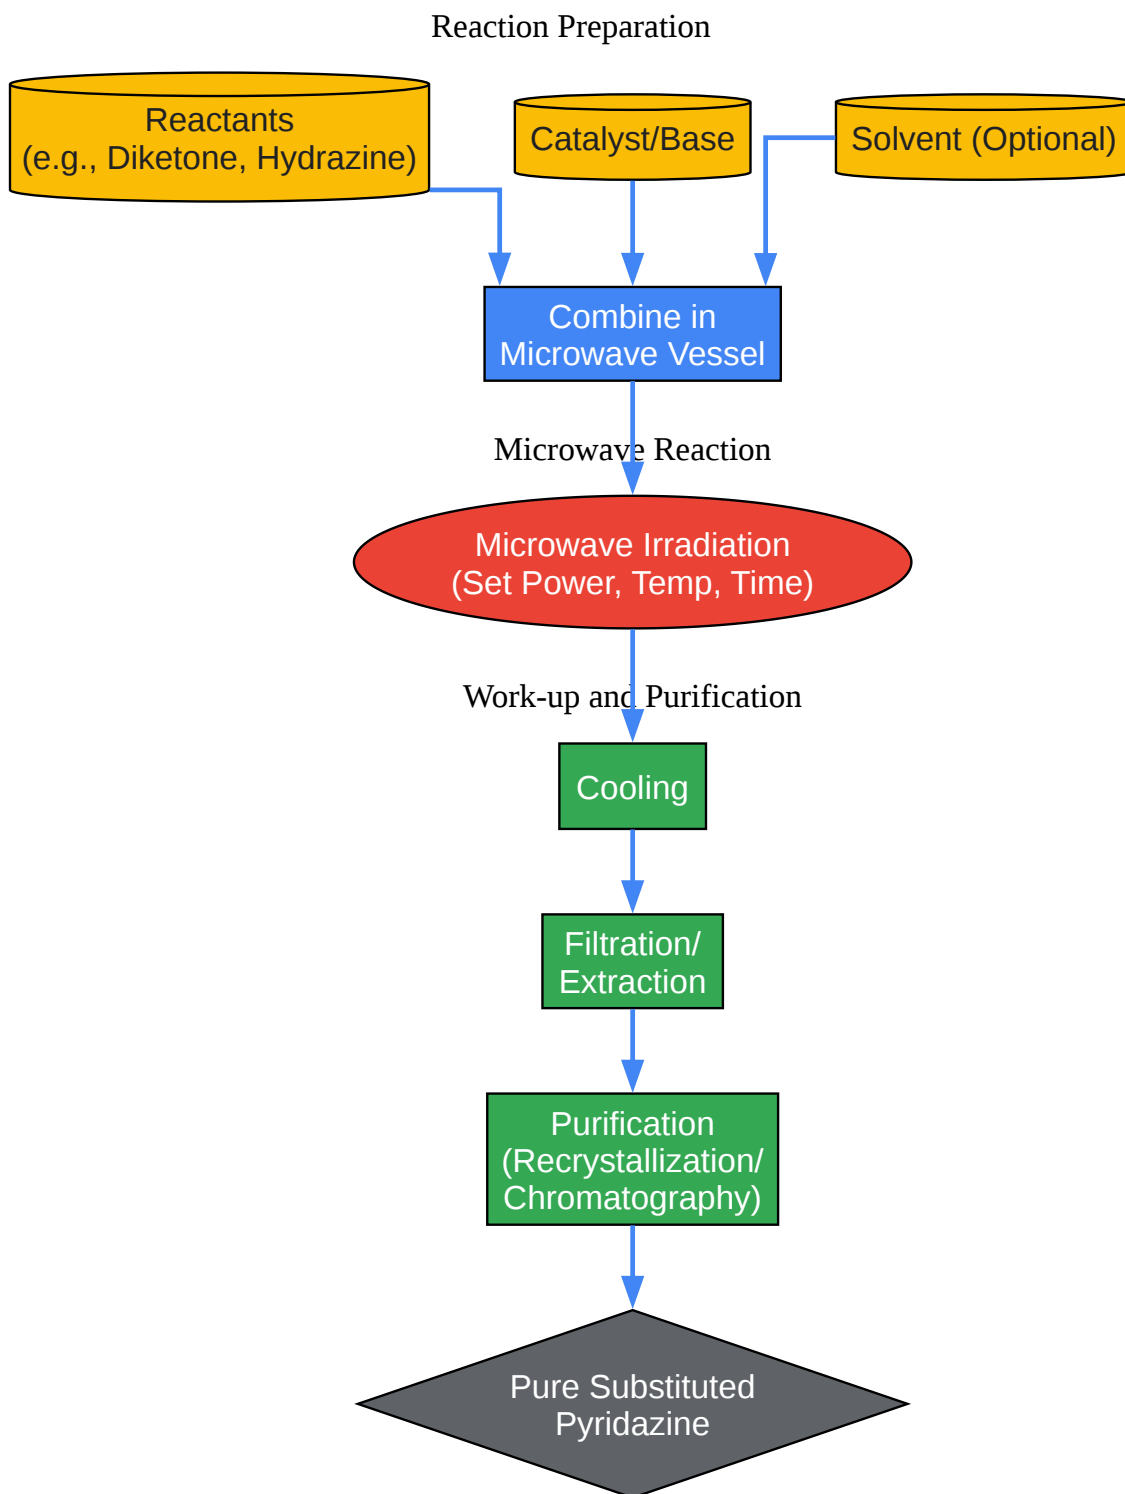 Reaction Preparation
Reactants
(e.g., Diketone, Hydrazine)
Catalyst/Base
Solvent (Optional)
Combine in
Microwave Vessel
Microwave Reaction
Microwave Irradiation
(Set Power, Temp, Time)
Work-up and Purification
Cooling
Filtration/
Extraction
Purification
(Recrystallization/
Chromatography)
Pure Substituted
Pyridazine